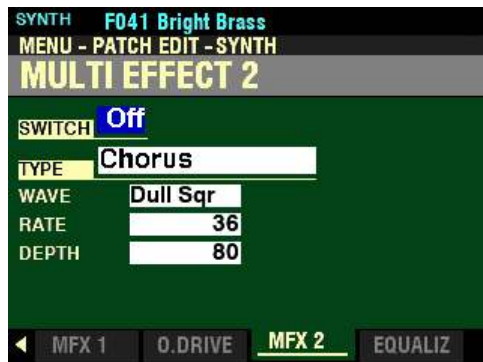 SYNTH F041 Bright Brass
MENU - PATCH EDIT - SYNTH
MULTI EFFECT 2
SWITCH Off
TYPE Chorus
WAVE Dull Sqr
RATE 36
DEPTH 80
MFX 1 O.DRIVE MFX 2 EQUALIZ